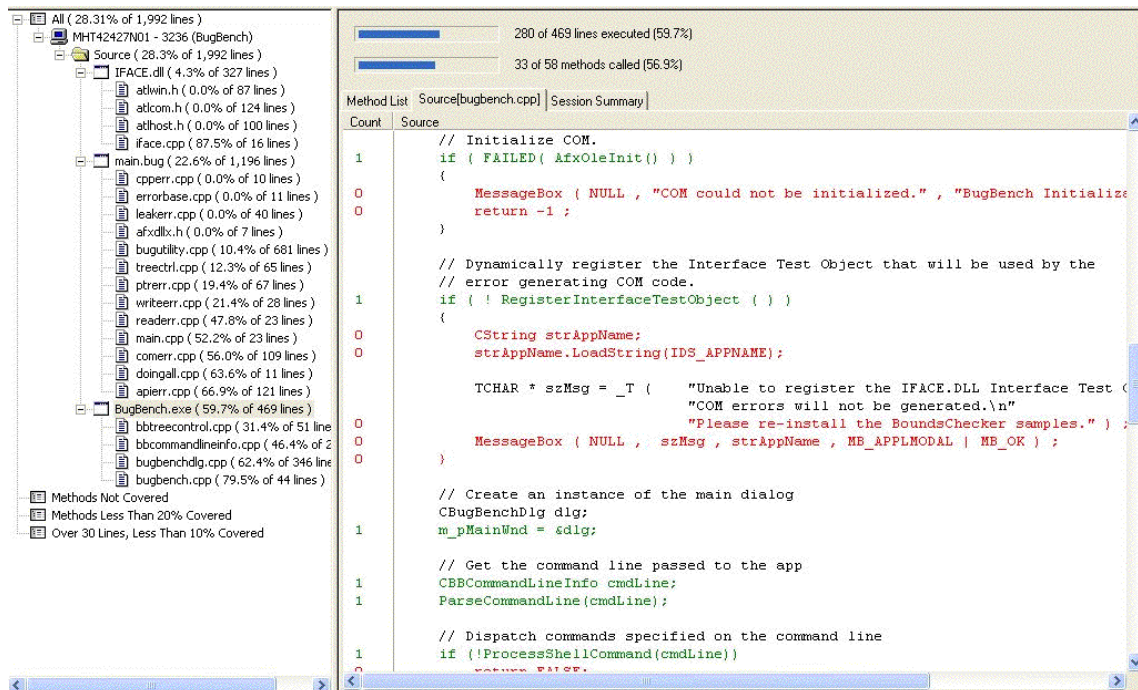 All ( 28.31% of 1,992 lines )
MHT42427N01 - 3236 (BugBench)
Source ( 28.3% of 1,992 lines )
IFACE.dll ( 4.3% of 327 lines )
atlwin.h ( 0.0% of 87 lines )
atlcom.h ( 0.0% of 124 lines )
atlhost.h ( 0.0% of 100 lines )
iface.cpp ( 87.5% of 16 lines )
main.bug ( 22.6% of 1,196 lines )
cpperr.cpp ( 0.0% of 10 lines )
errorbase.cpp ( 0.0% of 11 lines )
leakerr.cpp ( 0.0% of 40 lines )
afxdllx.h ( 0.0% of 7 lines )
bugutility.cpp ( 10.4% of 681 lines )
treectrl.cpp ( 12.3% of 65 lines )
ptrerr.cpp ( 19.4% of 67 lines )
writeerr.cpp ( 21.4% of 28 lines )
readerr.cpp ( 47.8% of 23 lines )
main.cpp ( 52.2% of 23 lines )
comerr.cpp ( 56.0% of 109 lines )
doingall.cpp ( 63.6% of 11 lines )
apierr.cpp ( 66.9% of 121 lines )
BugBench.exe ( 59.7% of 469 lines )
bbtreecontrol.cpp ( 31.4% of 51 line
bbcommandlineinfo.cpp ( 46.4% of 2
bugbenchdlg.cpp ( 62.4% of 346 line
bugbench.cpp ( 79.5% of 44 lines )
Methods Not Covered
Methods Less Than 20% Covered
Over 30 Lines, Less Than 10% Covered
280 of 469 lines executed (59.7%)
33 of 58 methods called (56.9%)
Method List Source[bugbench.cpp] Session Summary
Count Source
// Initialize COM.
1 if ( FAILED( AfxOleInit() ) )
{
0 MessageBox ( NULL , "COM could not be initialized." , "BugBench Initializa
0 return -1 ;
}
// Dynamically register the Interface Test Object that will be used by the
// error generating COM code.
1 if ( ! RegisterInterfaceTestObject ( ) )
{
0 CString strAppName;
0 strAppName.LoadString(IDS_APPNAME);
TCHAR * szMsg = _T ( "Unable to register the IFACE.DLL Interface Test
"COM errors will not be generated.\n"
0 "Please re-install the BoundsChecker samples." ) ;
0 MessageBox ( NULL , szMsg , strAppName , MB_APPLMODAL | MB_OK ) ;
0 }
// Create an instance of the main dialog
CBugBenchDlg dlg;
1 m_pMainWnd = &dlg;
// Get the command line passed to the app
1 CBBCommandLineInfo cmdLine;
1 ParseCommandLine(cmdLine);
// Dispatch commands specified on the command line
1 if (!ProcessShellCommand(cmdLine))
0 return FALSE;